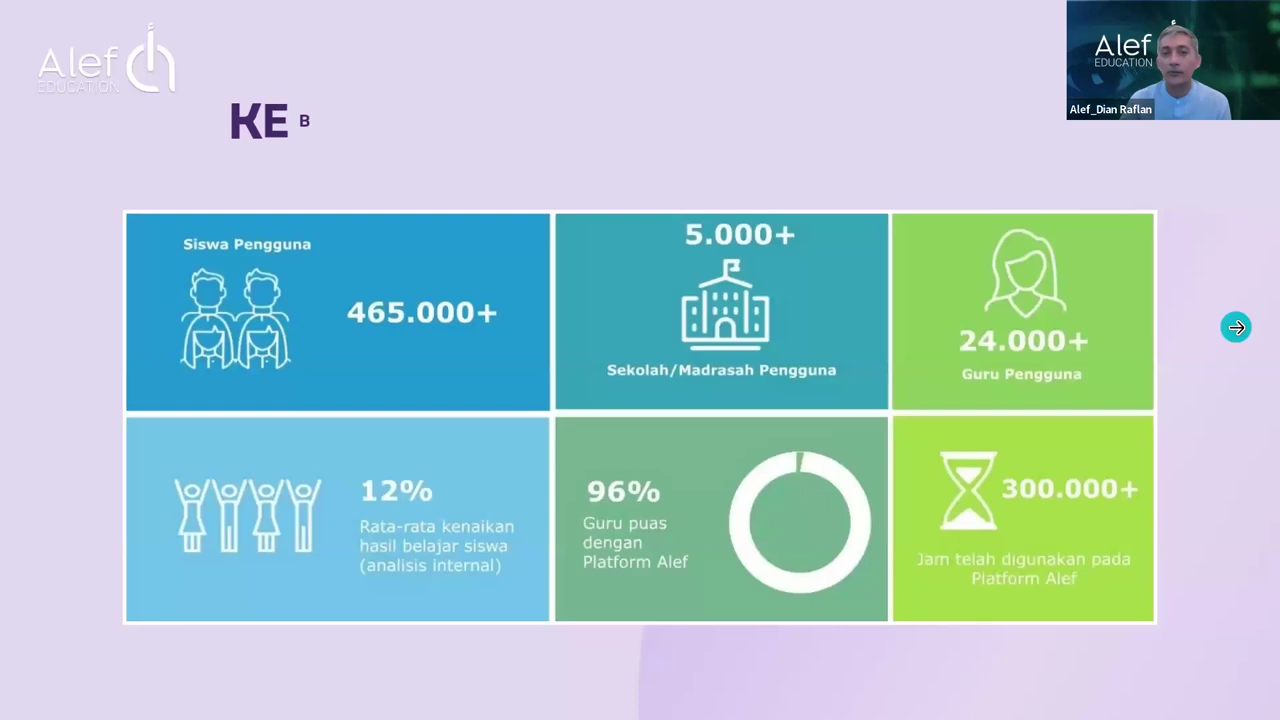 Alef
EDUCATION
KE B
Alef
EDUCATION
Alef_Dian Raflan
Siswa Pengguna
465.000+
5.000+
Sekolah/Madrasah Pengguna
24.000+
Guru Pengguna
12%
Rata-rata kenaikan
hasil belajar siswa
(analisis internal)
96%
Guru puas
dengan
Platform Alef
300.000+
Jam telah digunakan pada
Platform Alef